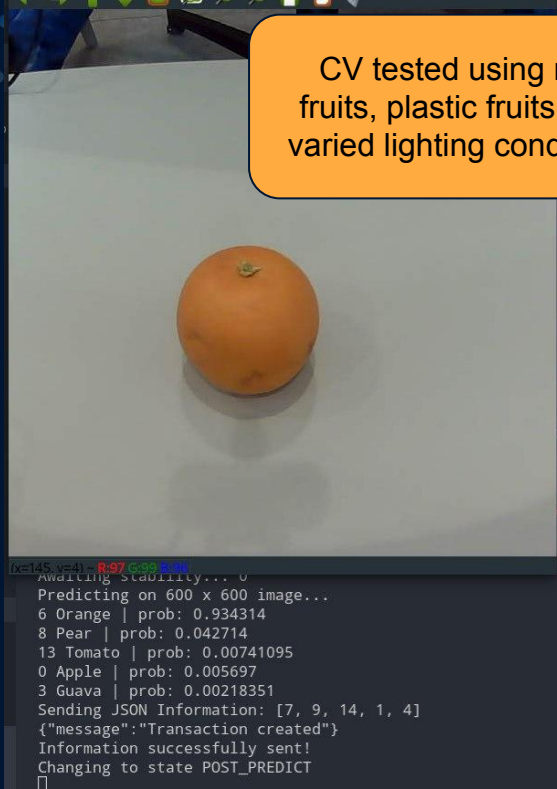 CV tested using
fruits, plastic fruits
varied lighting
(x=145, y=4) ~ R:97 G:99 B:96
Awaiting stability... 0
Predicting on 600 x 600 image...
6 Orange | prob: 0.934314
8 Pear | prob: 0.042714
13 Tomato | prob: 0.00741095
0 Apple | prob: 0.005697
3 Guava | prob: 0.00218351
Sending JSON Information: [7, 9, 14, 1, 4]
{"message":"Transaction created"}
Information successfully sent!
Changing to state POST_PREDICT